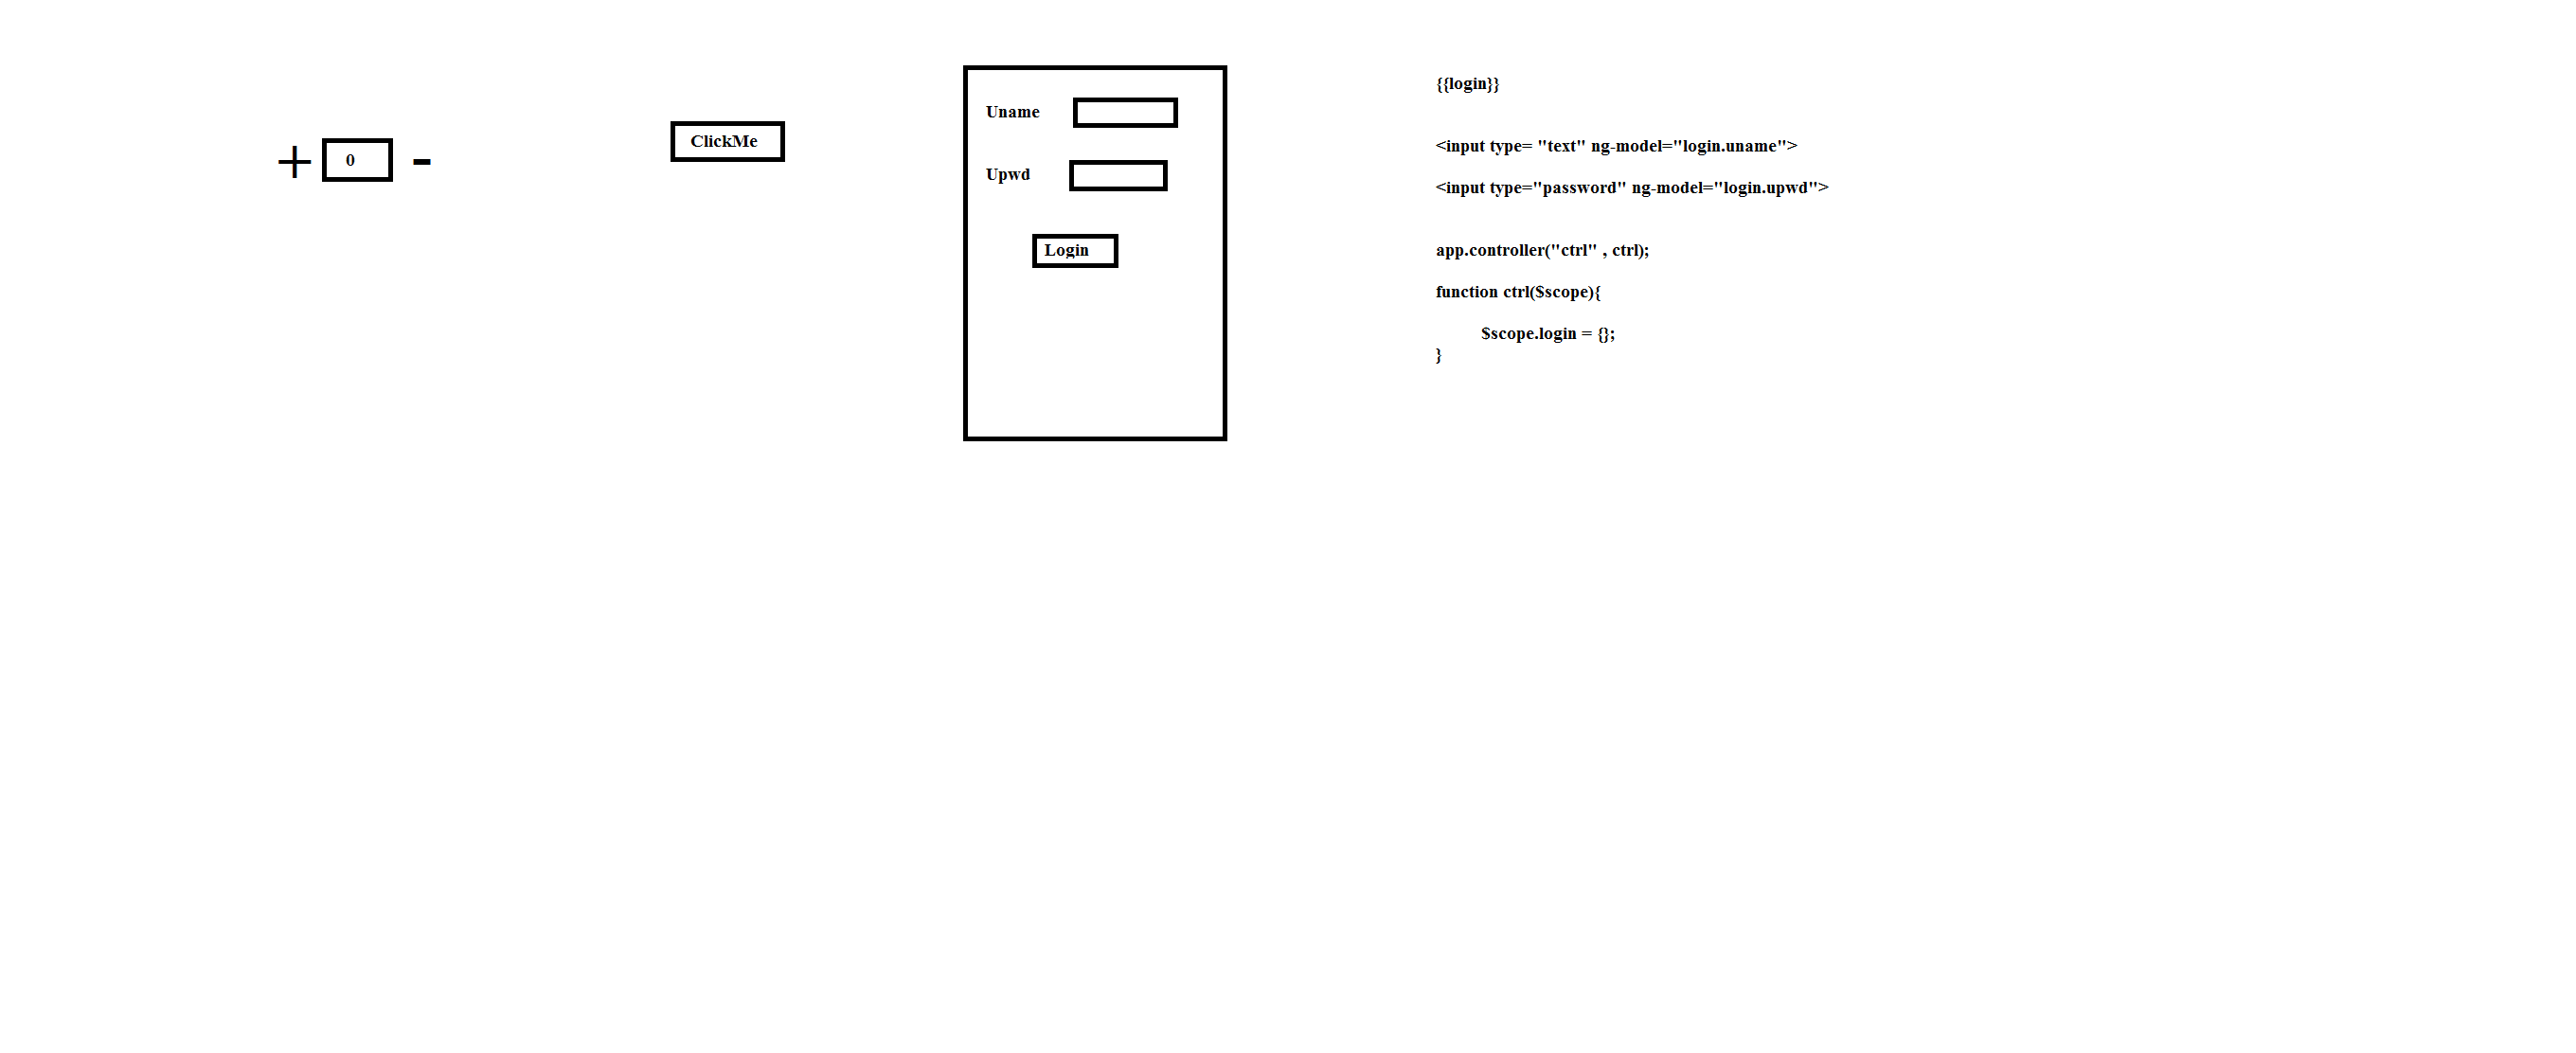 + 0 -
ClickMe
Uname
Upwd
Login
{{login}}
<input type= "text" ng-model="login.uname">
<input type="password" ng-model="login.upwd">
app.controller("ctrl" , ctrl);
function ctrl($scope){
$scope.login = {};
}